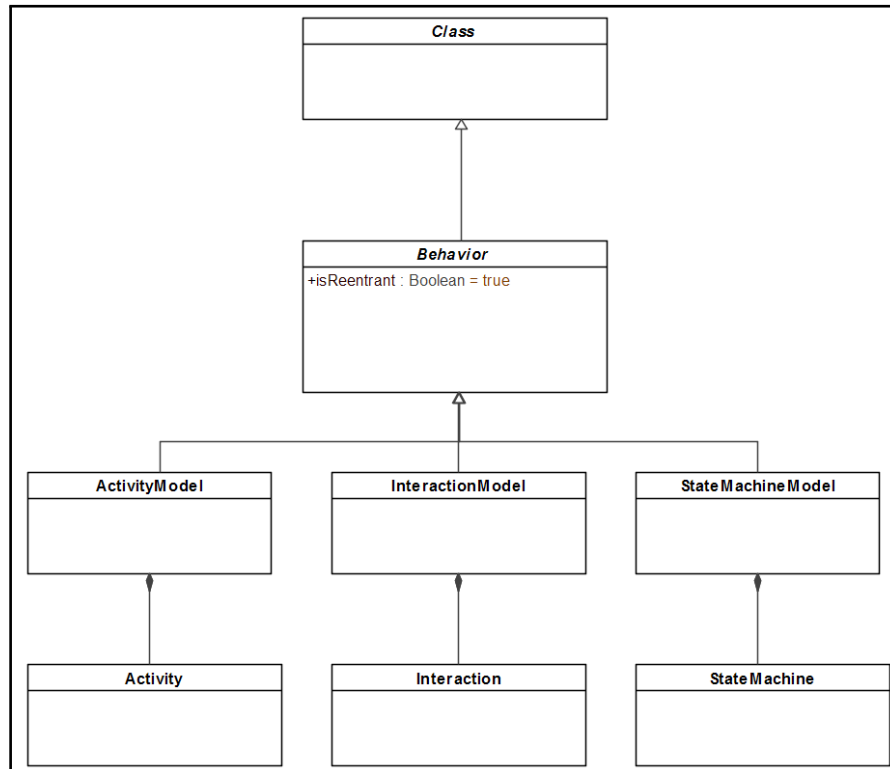 Class
Behavior
+isReentrant : Boolean = true
ActivityModel
InteractionModel
StateMachineModel
Activity
Interaction
StateMachine